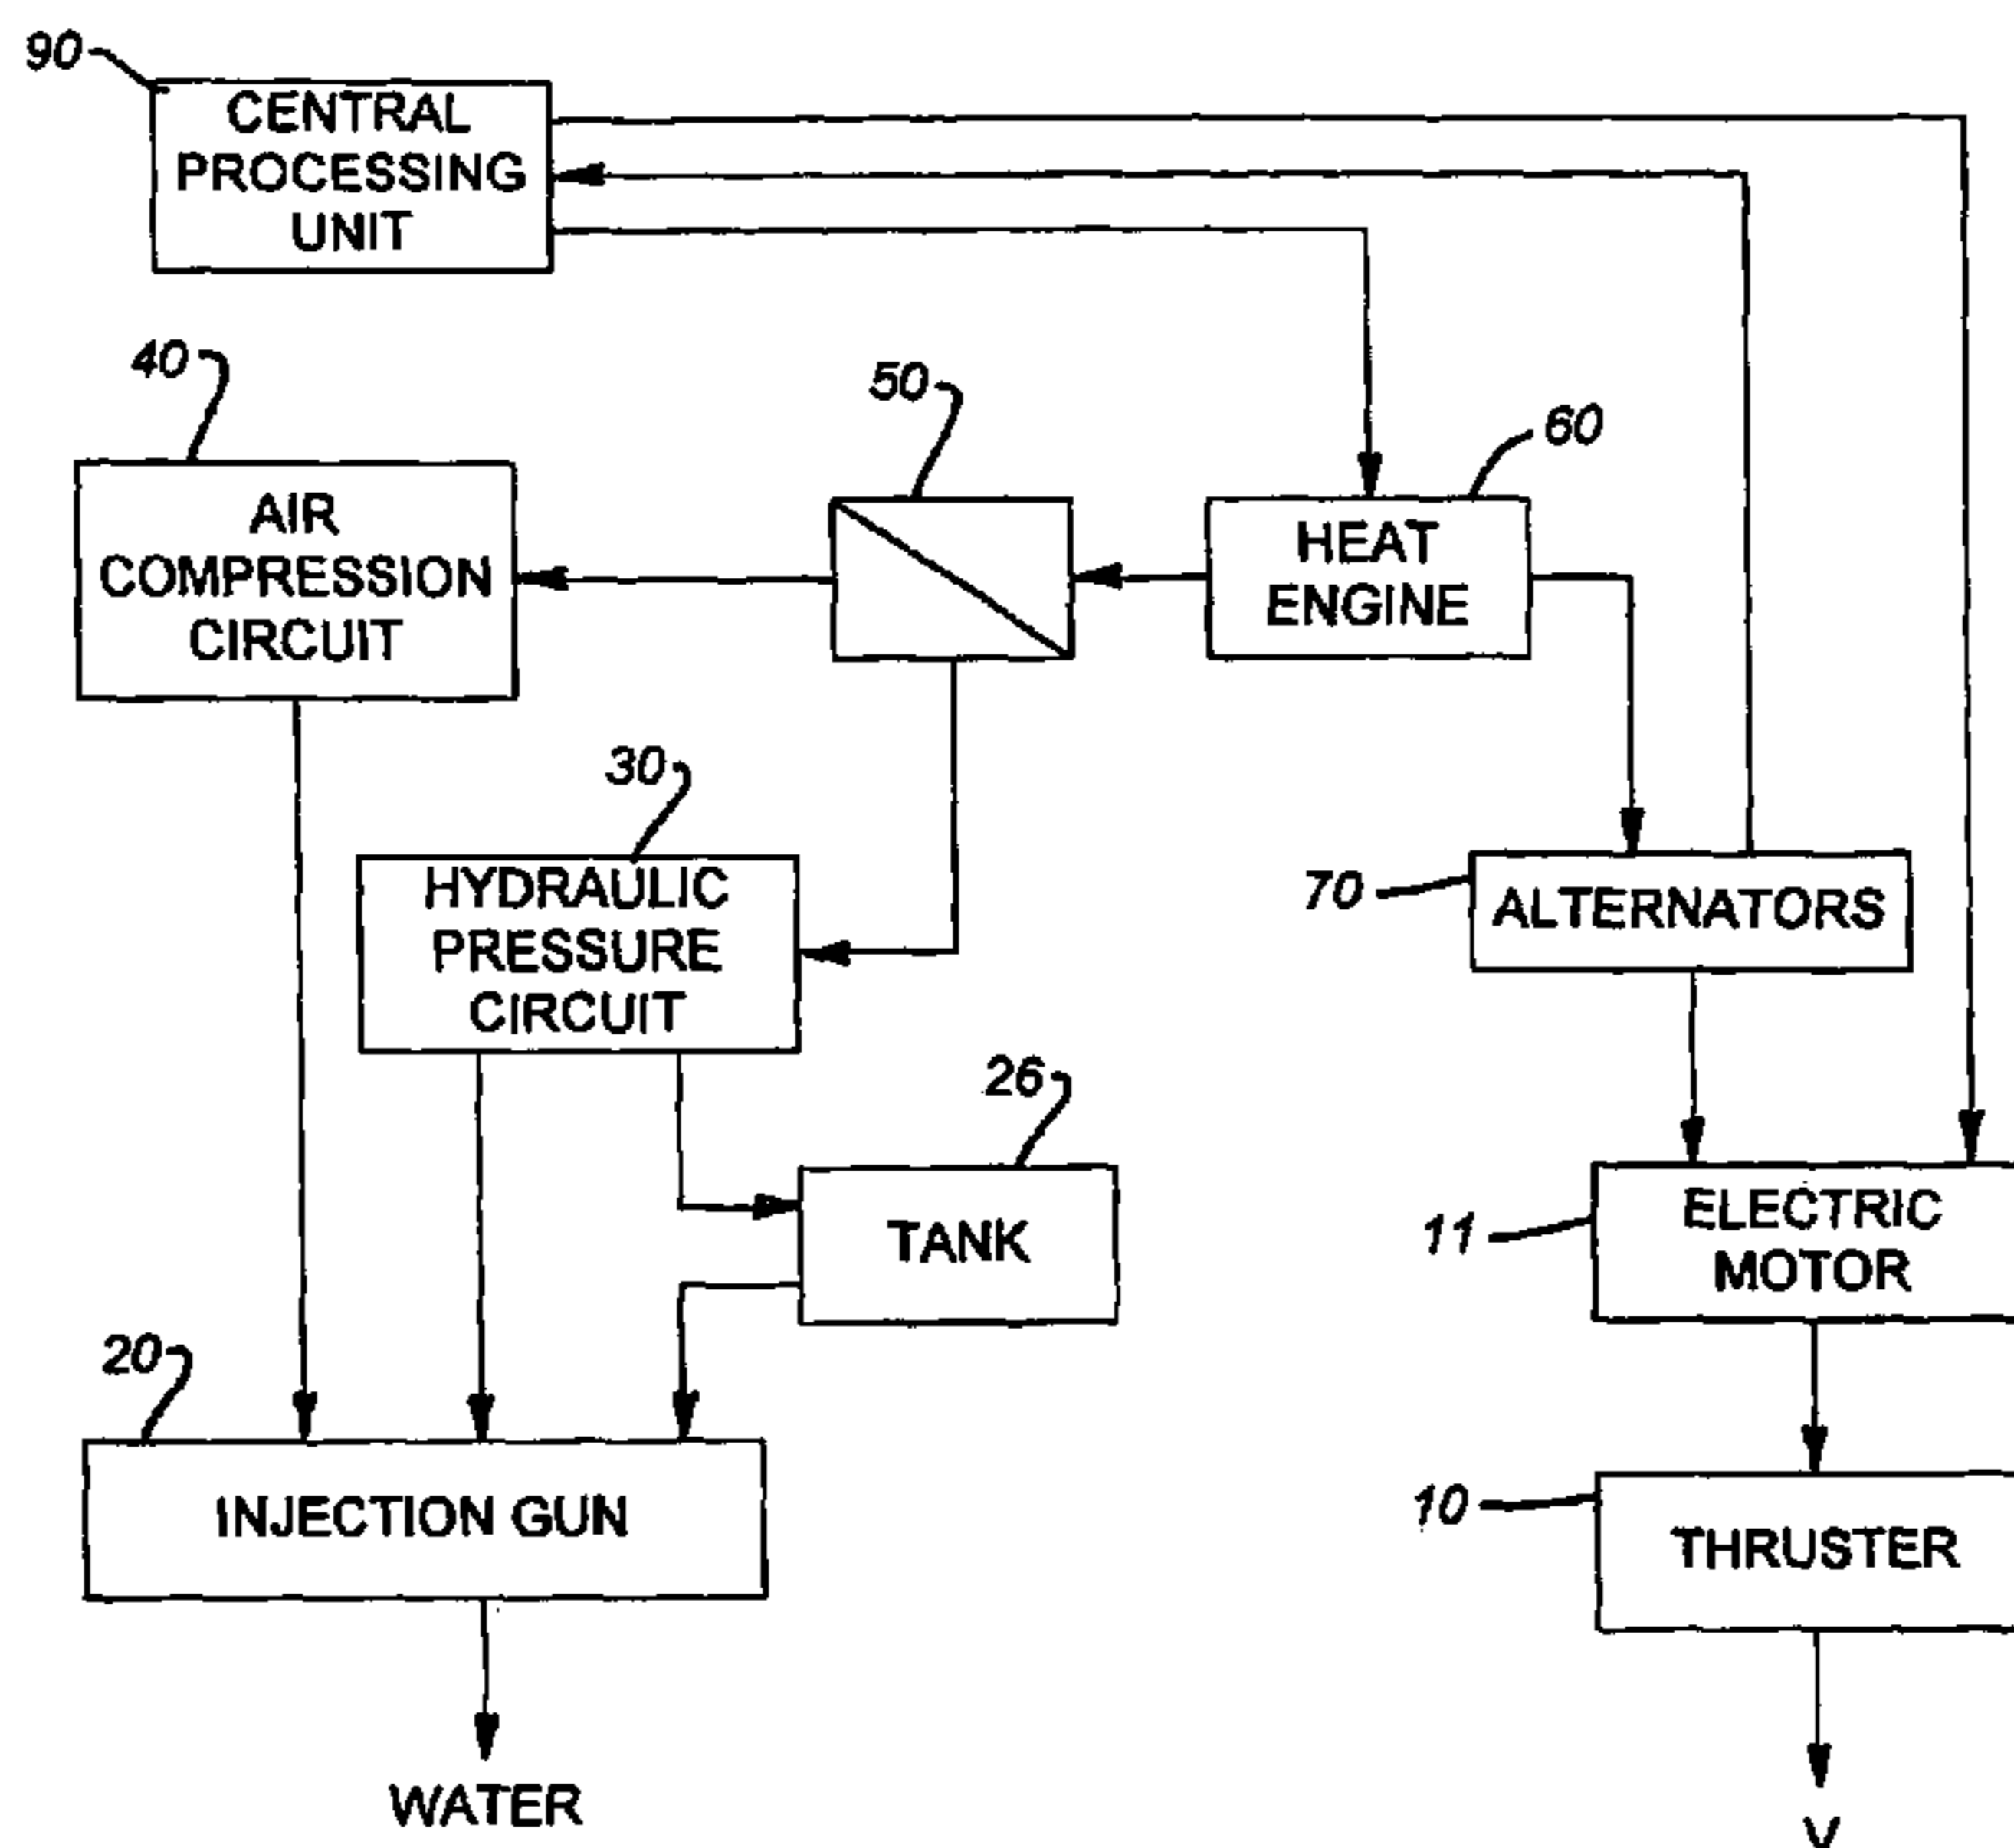 90
CENTRAL
PROCESSING
UNIT
40
50
60
AIR
COMPRESSION
CIRCUIT
HEAT
ENGINE
30
HYDRAULIC
PRESSURE
CIRCUIT
70
ALTERNATORS
26
TANK
11
ELECTRIC
MOTOR
20
INJECTION GUN
10
THRUSTER
WATER
V